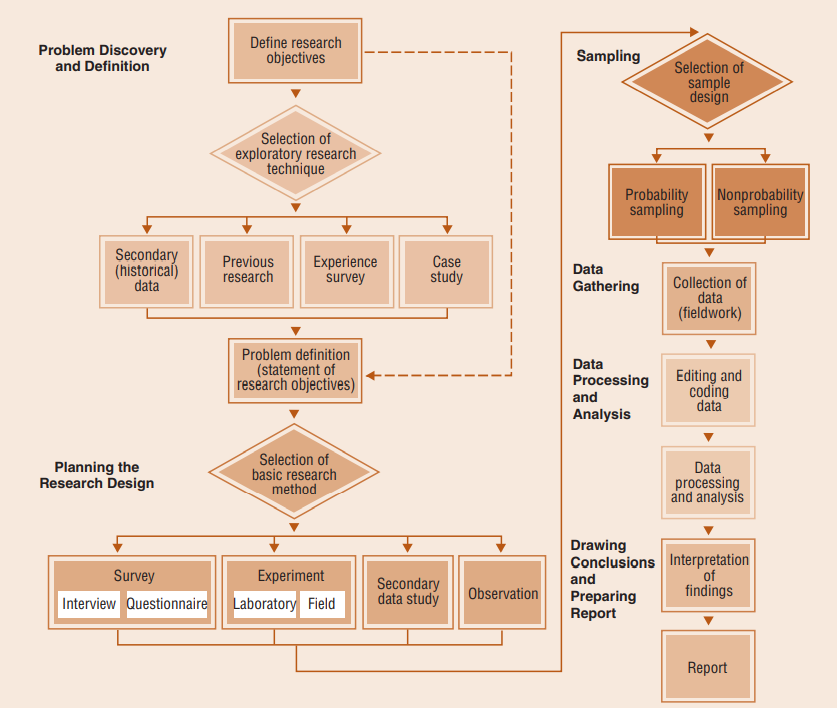 Problem Discovery
and Definition
Define research
objectives
Selection of
exploratory research
technique
Secondary
(historical)
data
Previous
research
Experience
survey
Case
study
Problem definition
(statement of
research objectives)
Planning the
Research Design
Selection of
basic research
method
Survey
Interview
Questionnaire
Experiment
Laboratory
Field
Secondary
data study
Observation
Sampling
Selection of
sample
design
Probability
sampling
Nonprobability
sampling
Data
Gathering
Collection of
data
(fieldwork)
Data
Processing
and
Analysis
Editing and
coding
data
Data
processing
and analysis
Drawing
Conclusions
and
Preparing
Report
Interpretation
of
findings
Report